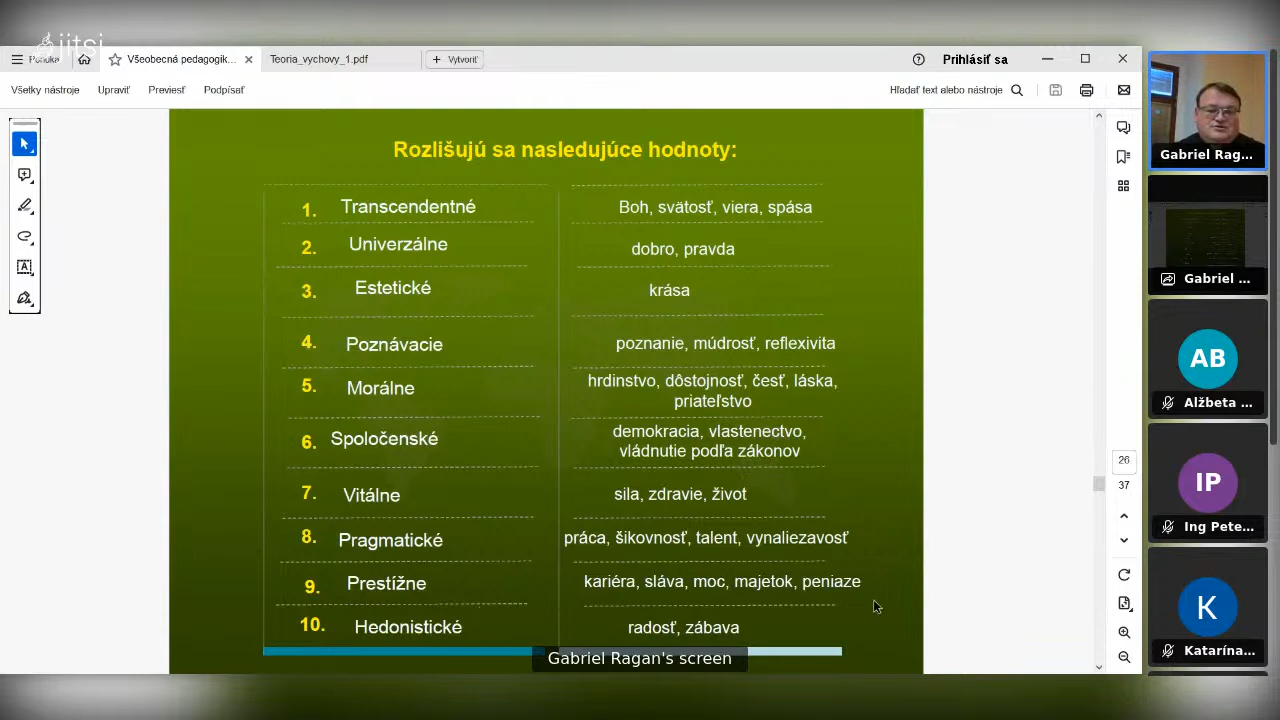 jitsi
Ponuka
Všeobecná pedagogik...
Teoria_vychovy_1.pdf
+ Vytvoriť
Prihlásiť sa
Všetky nástroje
Upraviť
Previesť
Podpísať
Hľadať text alebo nástroje
Rozlišujú sa nasledujúce hodnoty:
1. Transcendentné Boh, svätosť, viera, spása
2. Univerzálne dobro, pravda
3. Estetické krása
4. Poznávacie poznanie, múdrosť, reflexivita
5. Morálne hrdinstvo, dôstojnosť, česť, láska,
priateľstvo
6. Spoločenské demokracia, vlastenectvo,
vládnutie podľa zákonov
7. Vitálne sila, zdravie, život
8. Pragmatické práca, šikovnosť, talent, vynaliezavosť
9. Prestížne kariéra, sláva, moc, majetok, peniaze
10. Hedonistické radosť, zábava
Gabriel Ragan's screen
26
37
Gabriel Rag...
Gabriel ...
AB
Alžbeta ...
IP
Ing Pete...
K
Katarína...